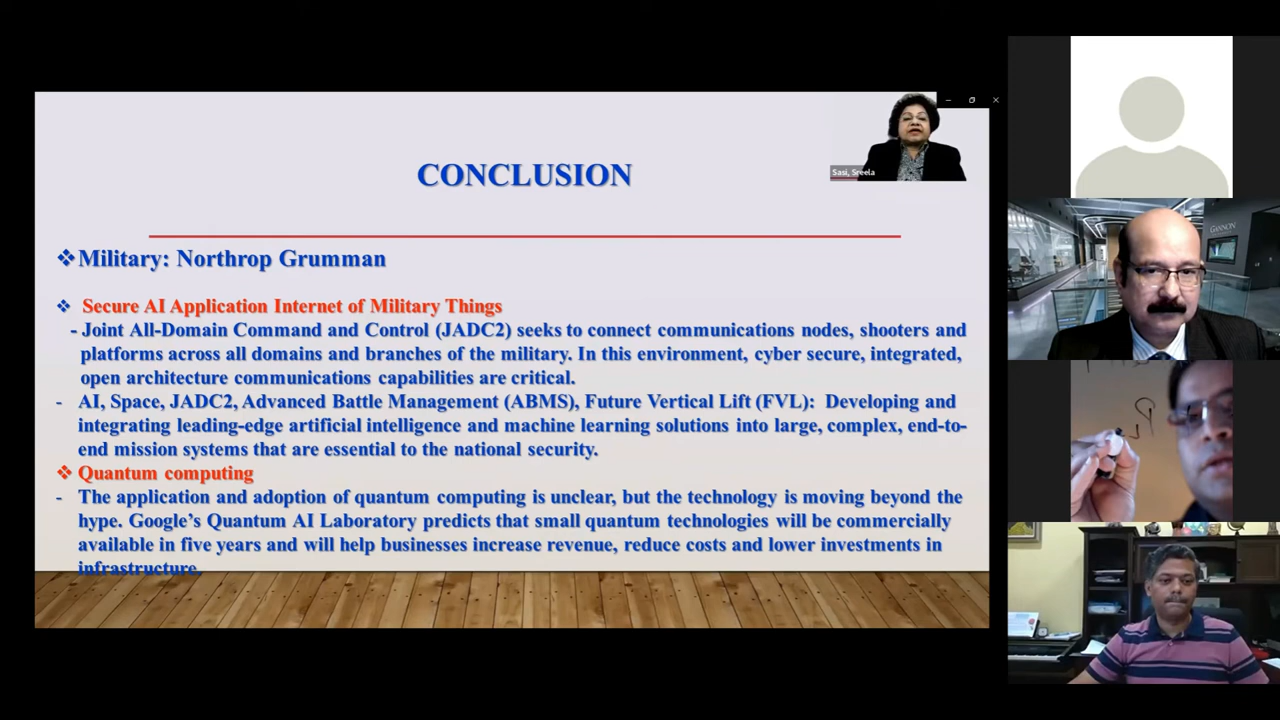 CONCLUSION
Sasi, Sreela
❖Military: Northrop Grumman
❖ Secure AI Application Internet of Military Things
- Joint All-Domain Command and Control (JADC2) seeks to connect communications nodes, shooters and
platforms across all domains and branches of the military. In this environment, cyber secure, integrated,
open architecture communications capabilities are critical.
- AI, Space, JADC2, Advanced Battle Management (ABMS), Future Vertical Lift (FVL): Developing and
integrating leading-edge artificial intelligence and machine learning solutions into large, complex, end-to-
end mission systems that are essential to the national security.
❖ Quantum computing
- The application and adoption of quantum computing is unclear, but the technology is moving beyond the
hype. Google’s Quantum AI Laboratory predicts that small quantum technologies will be commercially
available in five years and will help businesses increase revenue, reduce costs and lower investments in
infrastructure.
GANNON